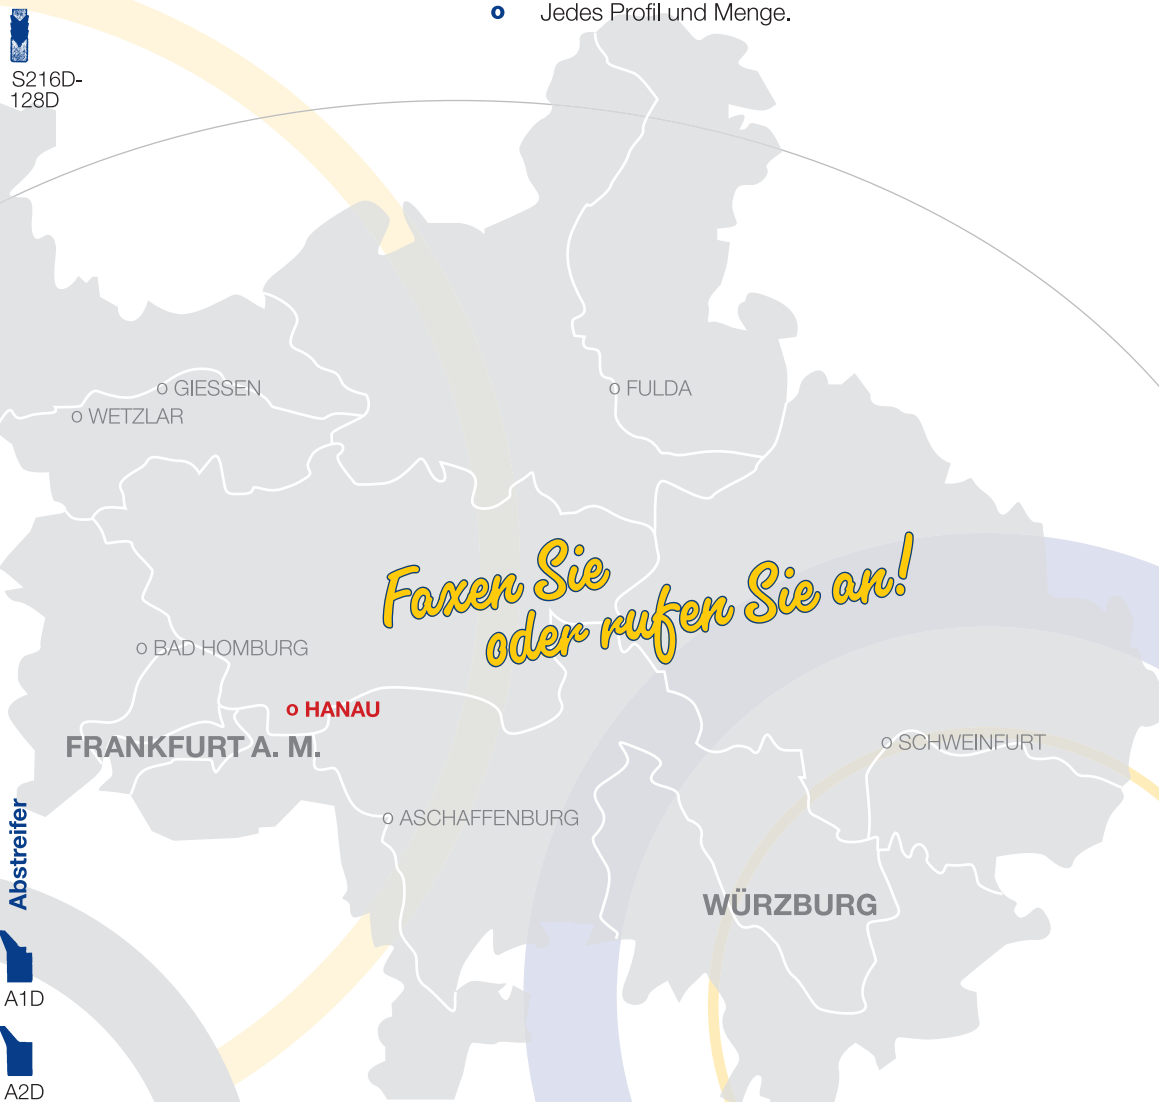 o Jedes Profil und Menge.
S216D-
128D
o GIESSEN
o FULDA
o WETZLAR
Faxen Sie
oder rufen Sie an!
o BAD HOMBURG
o HANAU
FRANKFURT A. M.
o SCHWEINFURT
o ASCHAFFENBURG
Abstreifer
WÜRZBURG
A1D
A2D